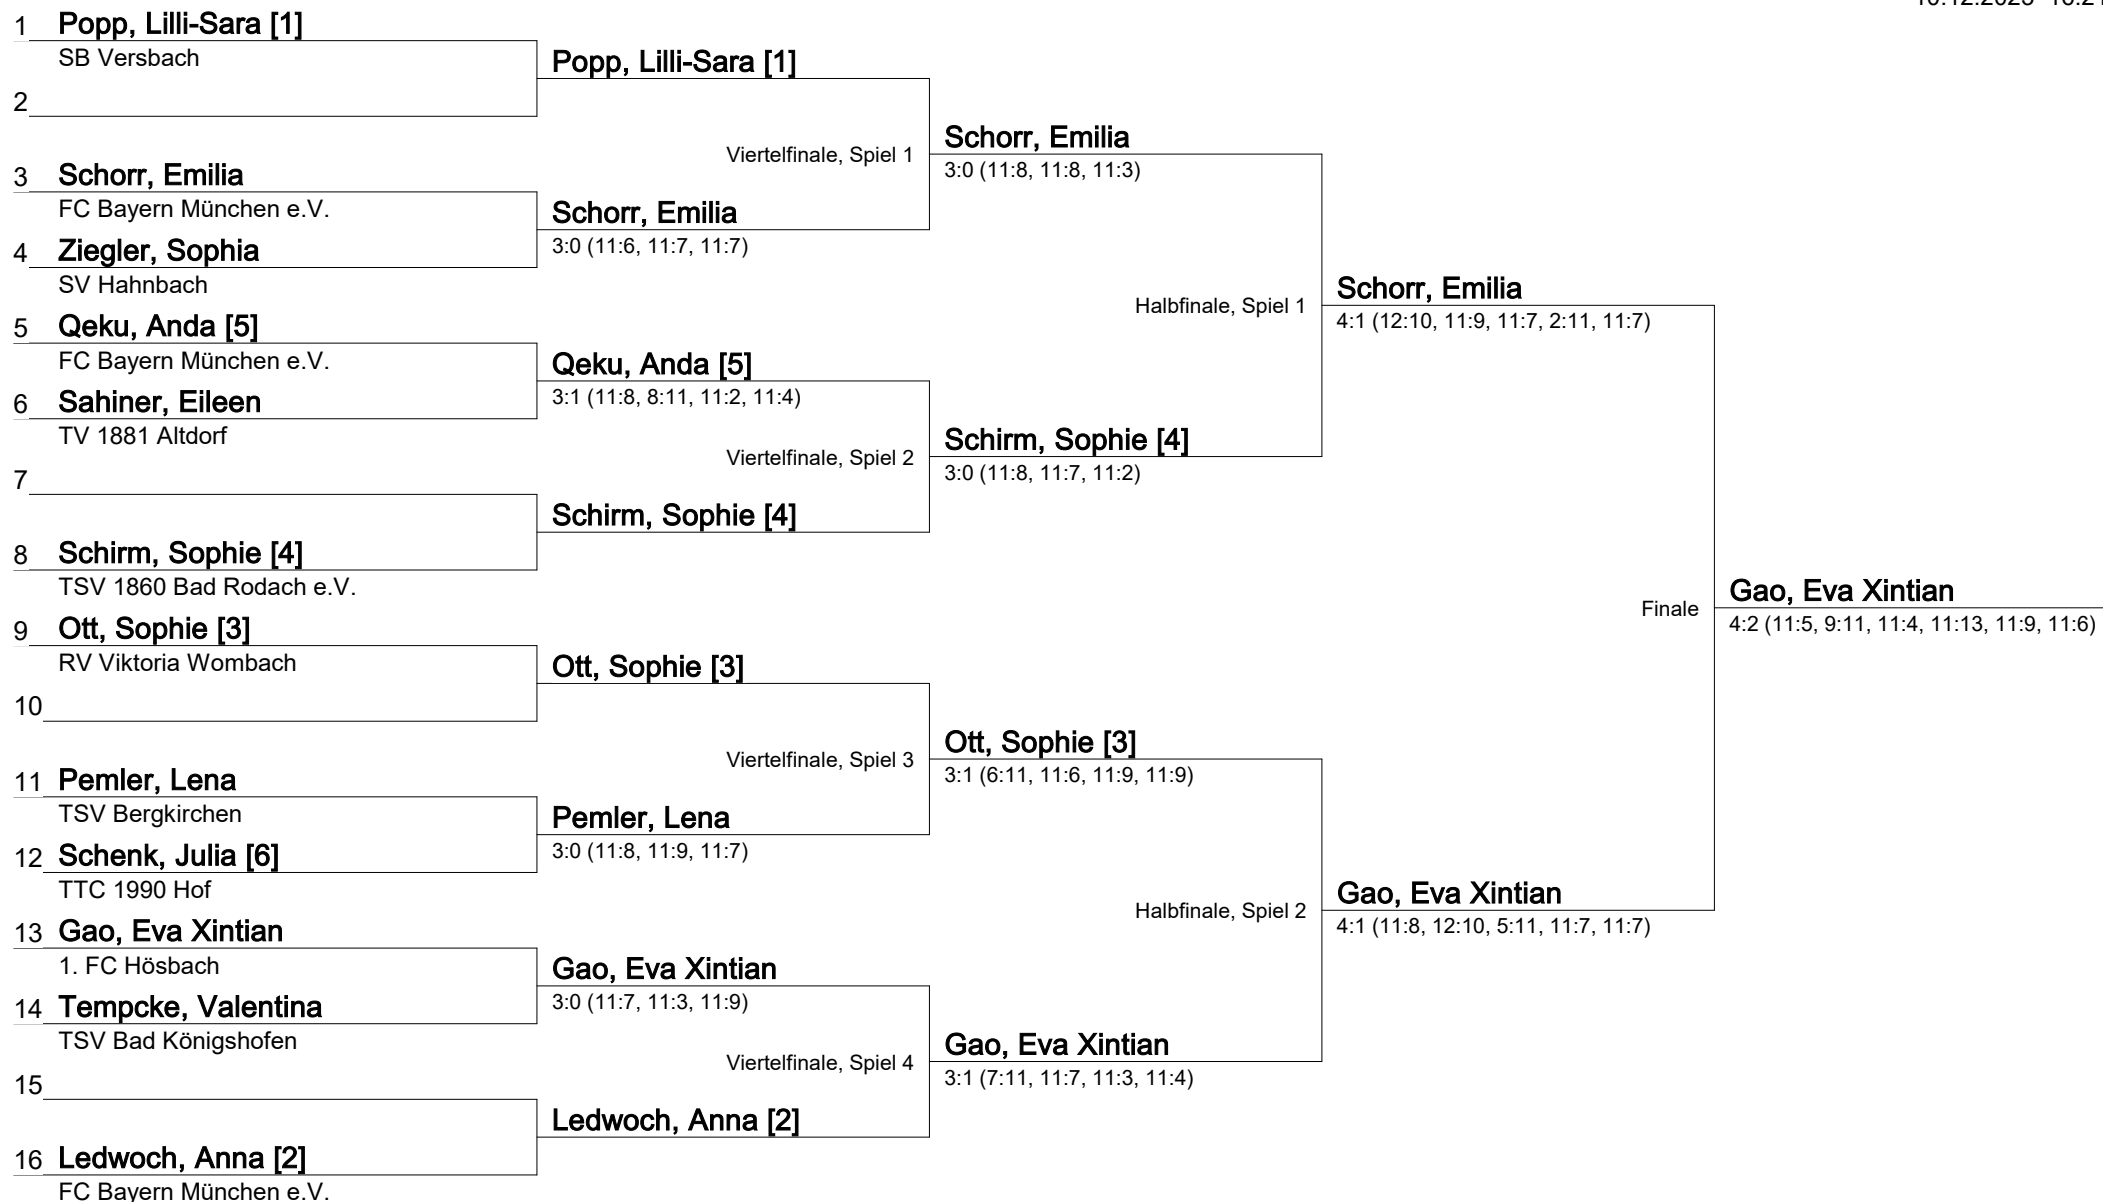 1 Popp, Lilli-Sara [1]
SB Versbach
Popp, Lilli-Sara [1]
2
Viertelfinale, Spiel 1
Schorr, Emilia
3:0 (11:8, 11:8, 11:3)
3 Schorr, Emilia
FC Bayern München e.V.
Schorr, Emilia
3:0 (11:6, 11:7, 11:7)
4 Ziegler, Sophia
SV Hahnbach
Halbfinale, Spiel 1
Schorr, Emilia
4:1 (12:10, 11:9, 11:7, 2:11, 11:7)
5 Qeku, Anda [5]
FC Bayern München e.V.
Qeku, Anda [5]
3:1 (11:8, 8:11, 11:2, 11:4)
6 Sahiner, Eileen
TV 1881 Altdorf
Viertelfinale, Spiel 2
Schirm, Sophie [4]
3:0 (11:8, 11:7, 11:2)
7
Schirm, Sophie [4]
8 Schirm, Sophie [4]
TSV 1860 Bad Rodach e.V.
Finale
Gao, Eva Xintian
4:2 (11:5, 9:11, 11:4, 11:13, 11:9, 11:6)
9 Ott, Sophie [3]
RV Viktoria Wombach
Ott, Sophie [3]
10
Viertelfinale, Spiel 3
Ott, Sophie [3]
3:1 (6:11, 11:6, 11:9, 11:9)
11 Pemler, Lena
TSV Bergkirchen
Pemler, Lena
3:0 (11:8, 11:9, 11:7)
12 Schenk, Julia [6]
TTC 1990 Hof
Halbfinale, Spiel 2
Gao, Eva Xintian
4:1 (11:8, 12:10, 5:11, 11:7, 11:7)
13 Gao, Eva Xintian
1. FC Hösbach
Gao, Eva Xintian
3:0 (11:7, 11:3, 11:9)
14 Tempcke, Valentina
TSV Bad Königshofen
Viertelfinale, Spiel 4
Gao, Eva Xintian
3:1 (7:11, 11:7, 11:3, 11:4)
15
Ledwoch, Anna [2]
16 Ledwoch, Anna [2]
FC Bayern München e.V.